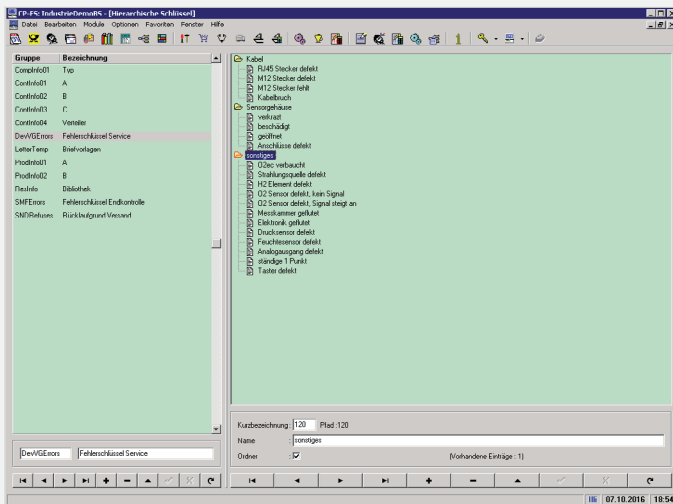 CP-FS: IndustrieDemoBS - [Hierarchische Schlüssel]
Datei Bearbeiten Module Optionen Favoriten Fenster Hilfe
Gruppe Bezeichnung
CompInfo01 Typ
ContInfo01 A
ContInfo02 B
ContInfo03 C
ContInfo04 Verteiler
DevVGErrors Fehlerschlüssel Service
LetterTemp Briefvorlagen
ProdInfo01 A
ProdInfo02 B
ResInfo Bibliothek
SMFErrors Fehlerschlüssel Endkontrolle
SNDRefuses Rücklaufgrund Versand
DevVGErrors Fehlerschlüssel Service
Kabel
RJ45 Stecker defekt
M12 Stecker defekt
M12 Stecker fehlt
Kabelbruch
Sensorgehäuse
verkrazt
beschädigt
geöffnet
Anschlüsse defekt
sonstiges
O2ec verbaucht
Strahlungsquelle defekt
H2 Element defekt
O2 Sensor defekt, kein Signal
O2 Sensor defekt, Signal steigt an
Messkammer geflutet
Elektronik geflutet
Drucksensor defekt
Feuchtesensor defekt
Analogausgang defekt
ständige 1 Punkt
Taster defekt
Kurzbezeichnung : 120 Pfad :120
Name : sonstiges
Ordner : (Vorhandene Einträge : 1)
07.10.2016 18:54